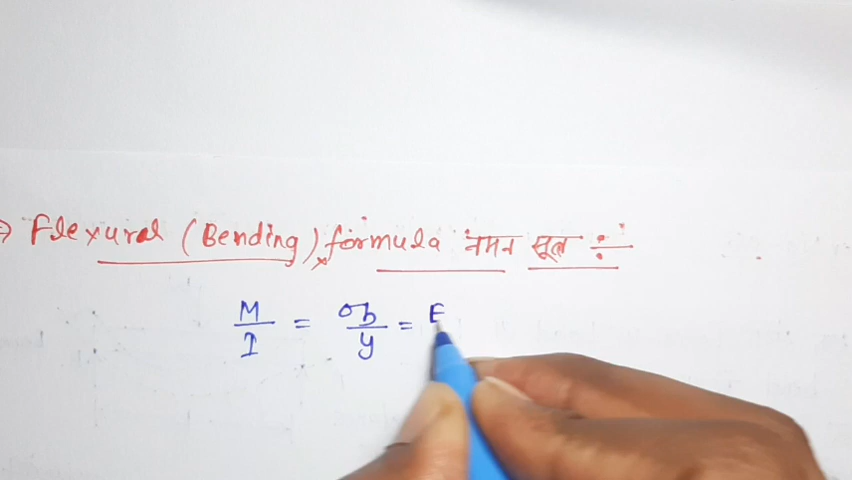 → Flexural (Bending) formula नमन सूत्र :-
M/I = σb/y = E